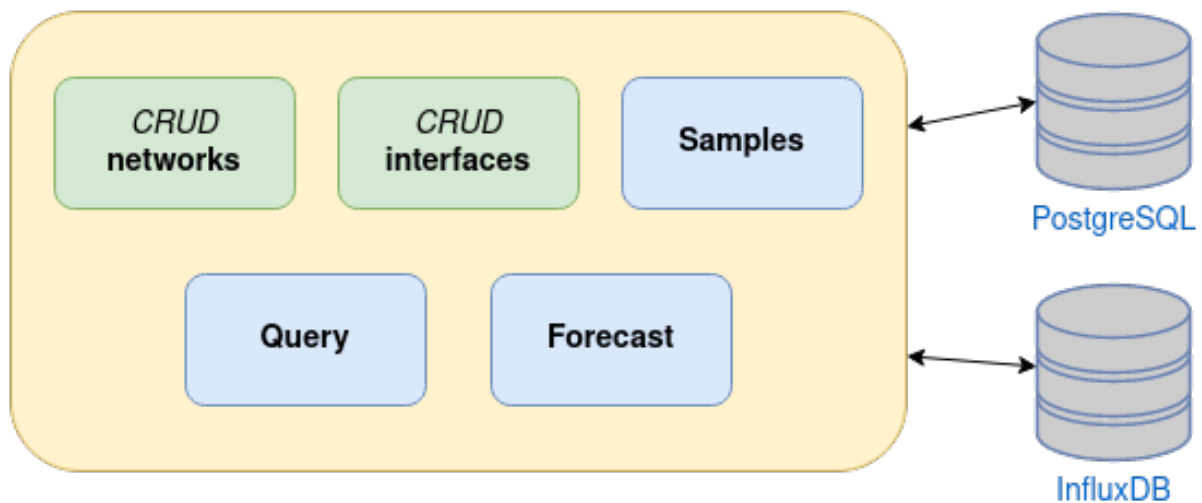 CRUD
networks
CRUD
interfaces
Samples
PostgreSQL
Query
Forecast
InfluxDB